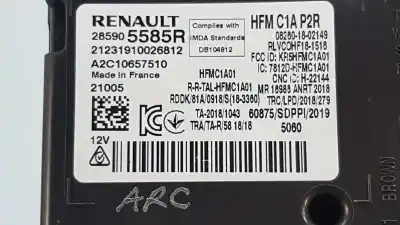 RENAULT
28590 5585R
21231910026812
A2C10657510
Made in France
21005
12V
Complies with
IMDA Standards
DB104812
HFM C1A P2R
08260-18-02149
RLVCOHF18-1516
FCC ID: KR5HFMC1A01
IC: 7812D-HFMC1A01
CNC ID: H-22144
HFMC1A01
R-R-TAL-HFMC1A01
MR 16986 ANRT 2018
RDDK/81A/0918/S(18-3360)
TRC/LPD/2018/279
TA-2018/1043
60875/SDPPI/2019
TRA/TA-R/58 18/18
5060
ARC
1 BROWN